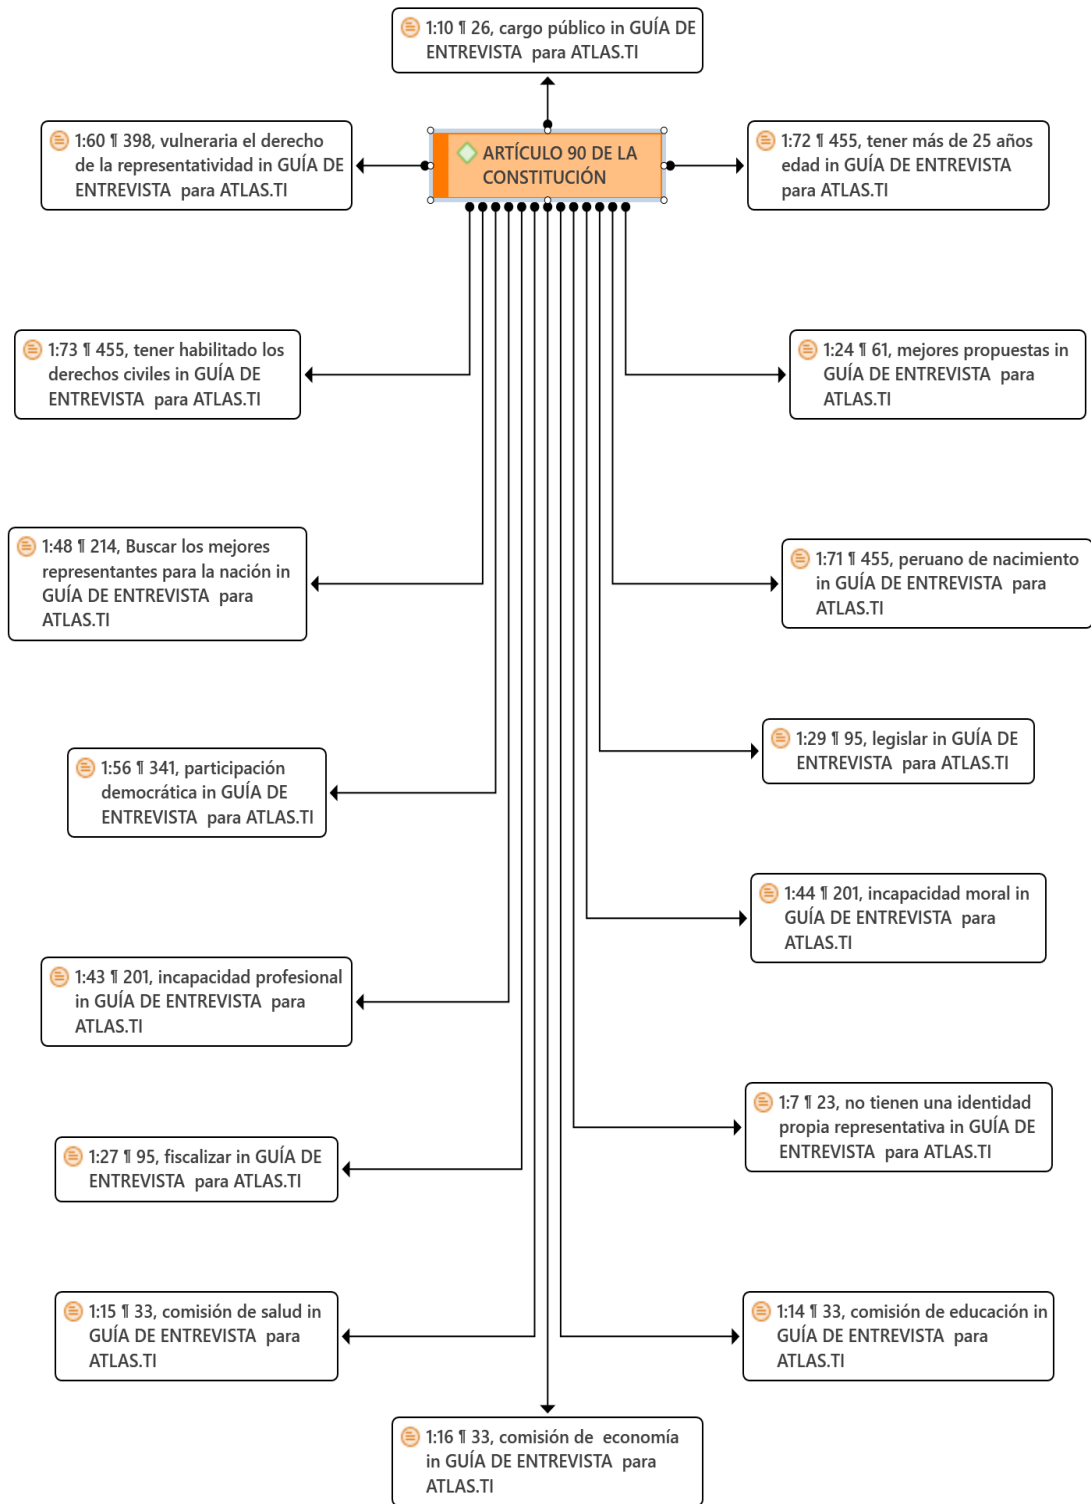 1:10 ¶ 26, cargo público in GUÍA DE
ENTREVISTA para ATLAS.TI
1:60 ¶ 398, vulneraria el derecho
de la representatividad in GUÍA DE
ENTREVISTA para ATLAS.TI
ARTÍCULO 90 DE LA
CONSTITUCIÓN
1:72 ¶ 455, tener más de 25 años
edad in GUÍA DE ENTREVISTA
para ATLAS.TI
1:73 ¶ 455, tener habilitado los
derechos civiles in GUÍA DE
ENTREVISTA para ATLAS.TI
1:24 ¶ 61, mejores propuestas in
GUÍA DE ENTREVISTA para
ATLAS.TI
1:48 ¶ 214, Buscar los mejores
representantes para la nación in
GUÍA DE ENTREVISTA para
ATLAS.TI
1:71 ¶ 455, peruano de nacimiento
in GUÍA DE ENTREVISTA para
ATLAS.TI
1:29 ¶ 95, legislar in GUÍA DE
ENTREVISTA para ATLAS.TI
1:56 ¶ 341, participación
democrática in GUÍA DE
ENTREVISTA para ATLAS.TI
1:44 ¶ 201, incapacidad moral in
GUÍA DE ENTREVISTA para
ATLAS.TI
1:43 ¶ 201, incapacidad profesional
in GUÍA DE ENTREVISTA para
ATLAS.TI
1:7 ¶ 23, no tienen una identidad
propia representativa in GUÍA DE
ENTREVISTA para ATLAS.TI
1:27 ¶ 95, fiscalizar in GUÍA DE
ENTREVISTA para ATLAS.TI
1:15 ¶ 33, comisión de salud in
GUÍA DE ENTREVISTA para
ATLAS.TI
1:14 ¶ 33, comisión de educación in
GUÍA DE ENTREVISTA para
ATLAS.TI
1:16 ¶ 33, comisión de economía
in GUÍA DE ENTREVISTA para
ATLAS.TI